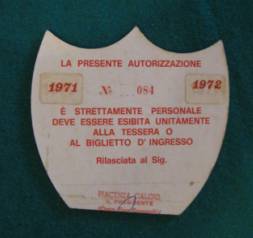 LA PRESENTE AUTORIZZAZIONE
1971 № 084 1972
È STRETTAMENTE PERSONALE
DEVE ESSERE ESIBITA UNITAMENTE
ALLA TESSERA O
AL BIGLIETTO D'INGRESSO
Rilasciata al Sig.
PIACENZA CALCIO
IL PRESIDENTE